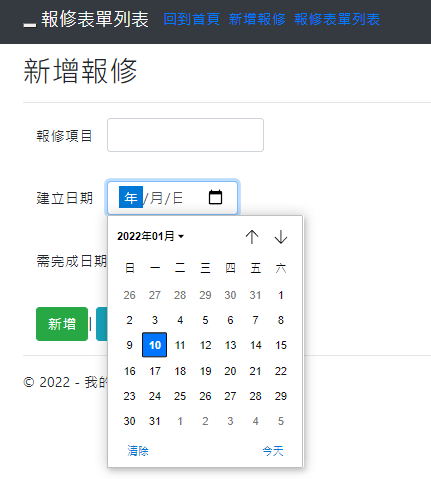 報修表單列表 回到首頁 新增報修 報修表單列表
新增報修
報修項目
建立日期 年/月/日
2022年01月
日 一 二 三 四 五 六
26 27 28 29 30 31 1
2 3 4 5 6 7 8
9 10 11 12 13 14 15
16 17 18 19 20 21 22
23 24 25 26 27 28 29
30 31 1 2 3 4 5
清除 今天
需完成日期
新增 |
© 2022 - 我的